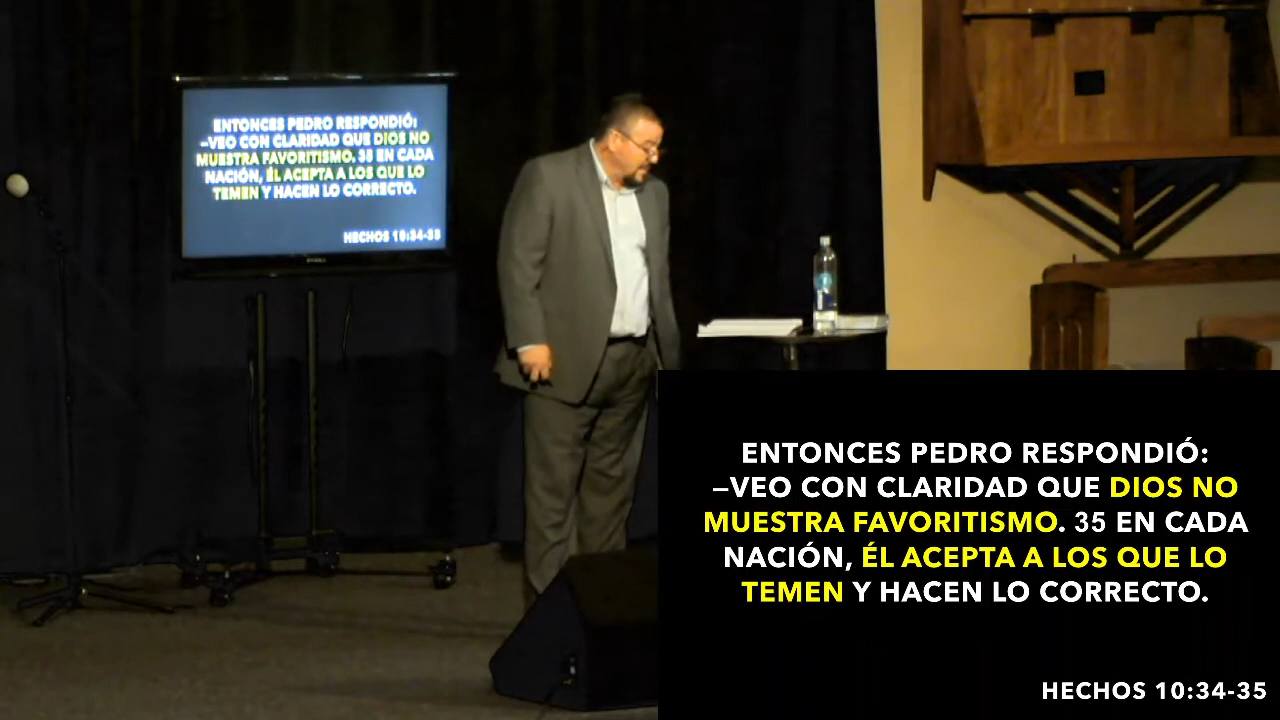 ENTONCES PEDRO RESPONDIÓ:
–VEO CON CLARIDAD QUE DIOS NO
MUESTRA FAVORITISMO. 35 EN CADA
NACIÓN, ÉL ACEPTA A LOS QUE LO
TEMEN Y HACEN LO CORRECTO.
HECHOS 10:34-35
ENTONCES PEDRO RESPONDIÓ:
–VEO CON CLARIDAD QUE DIOS NO
MUESTRA FAVORITISMO. 35 EN CADA
NACIÓN, ÉL ACEPTA A LOS QUE LO
TEMEN Y HACEN LO CORRECTO.
HECHOS 10:34-35